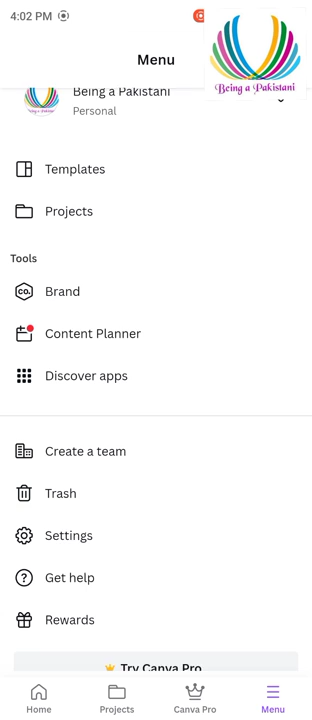 4:02 PM
Menu
Being a Pakistani
Being a Pakistani
Personal
Templates
Projects
Tools
Brand
co.
Content Planner
Discover apps
Create a team
Trash
Settings
Get help
Rewards
Try Canva Pro
Home
Projects
Canva Pro
Menu